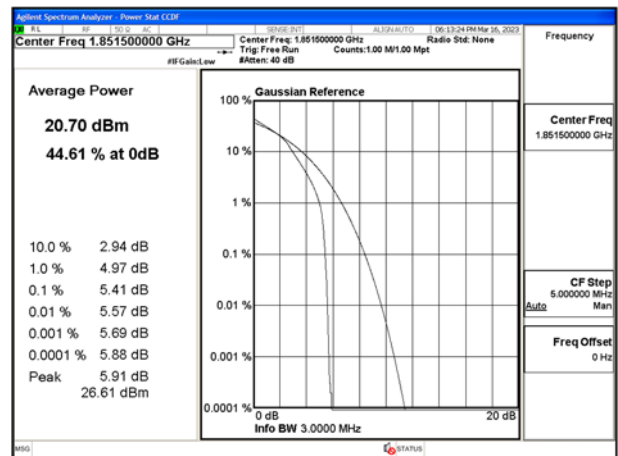 Agilent Spectrum Analyzer - Power Stat CCDF
RL RF 50 Ω AC SENSE:INT ALIGNAUTO 06:13:24 PM Mar 16, 2023
Center Freq 1.851500000 GHz
Center Freq: 1.851500000 GHz Radio Std: None
Trig: Free Run Counts:1.00 M/1.00 Mpt
#IFGain:Low #Atten: 40 dB
Frequency
Average Power
20.70 dBm
44.61 % at 0dB
10.0 % 2.94 dB
1.0 % 4.97 dB
0.1 % 5.41 dB
0.01 % 5.57 dB
0.001 % 5.69 dB
0.0001 % 5.88 dB
Peak 5.91 dB
26.61 dBm
Gaussian Reference
100 %
10 %
1 %
0.1 %
0.01 %
0.001 %
0.0001 %
0 dB 20 dB
Info BW 3.0000 MHz
Center Freq
1.851500000 GHz
CF Step
5.000000 MHz
Auto Man
Freq Offset
0 Hz
MSG STATUS